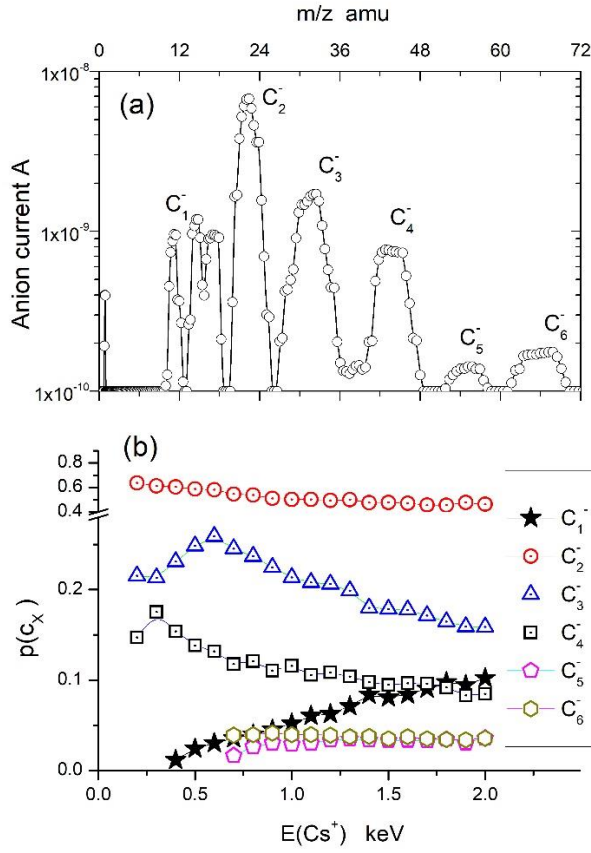 m/z amu
0 12 24 36 48 60 72
1x10⁻⁸
(a)
C₂⁻
C₁⁻
C₃⁻
1x10⁻⁹
C₄⁻
Anion current A
C₅⁻
C₆⁻
1x10⁻¹⁰
(b)
0.8
0.6
0.4
C₁⁻
C₂⁻
0.2
C₃⁻
p(c_X)
C₄⁻
0.1
C₅⁻
C₆⁻
0.0
0.0 0.5 1.0 1.5 2.0
E(Cs⁺) keV